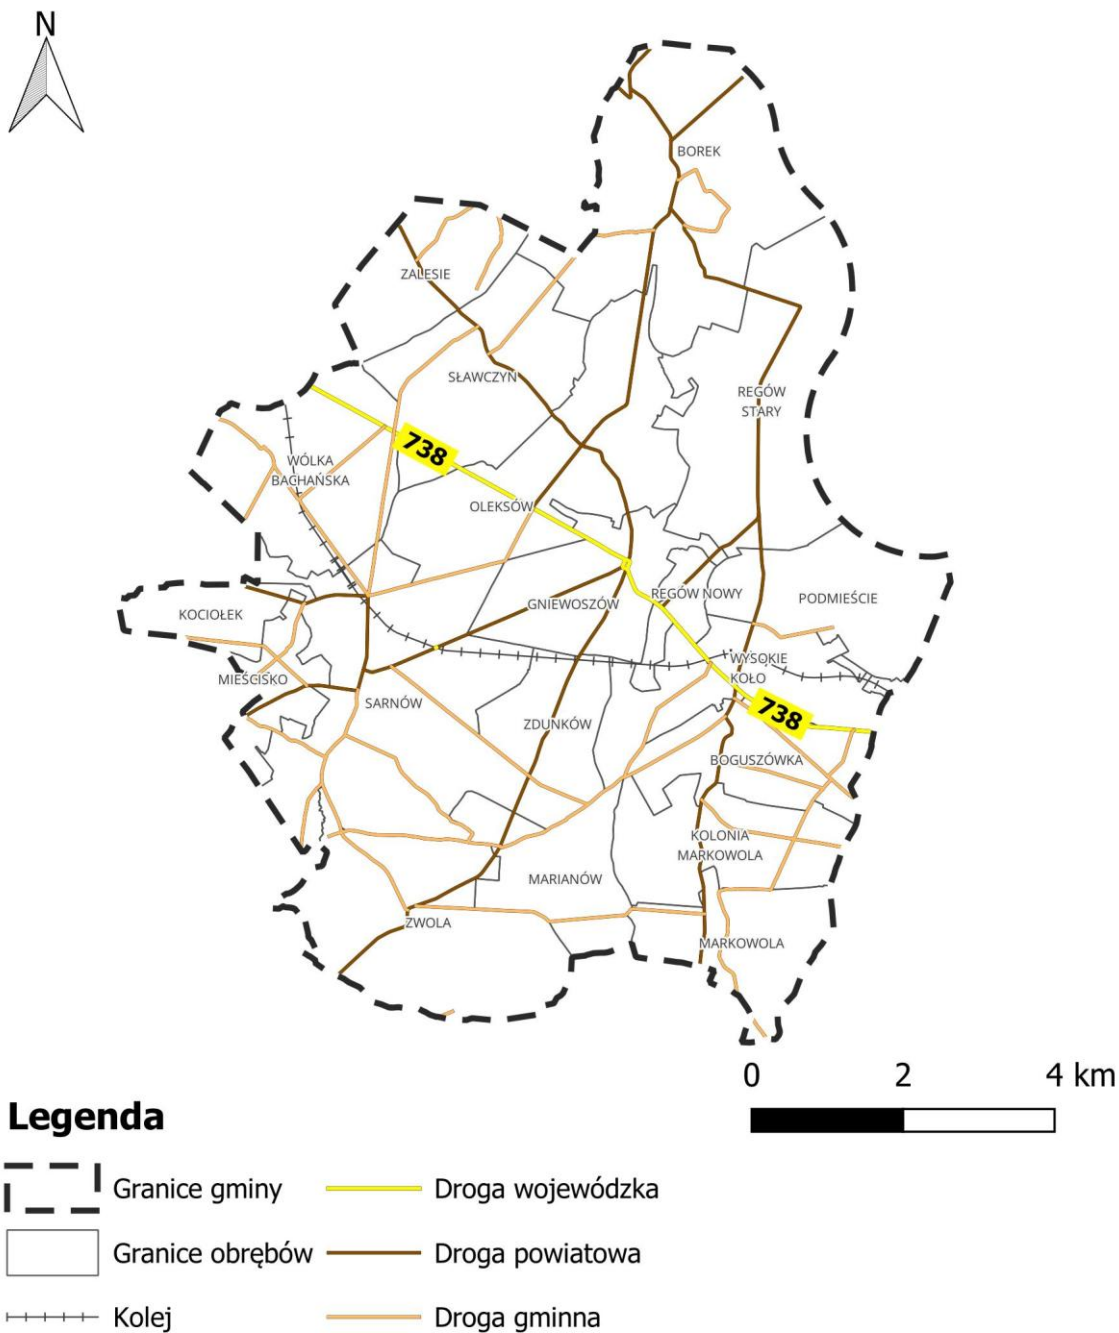 N
BOREK
ZALESIE
SŁAWCZYN
REGÓW
STARY
738
WÓLKA
BACHAŃSKA
OLEKSÓW
REGÓW NOWY
PODMIEŚCIE
GNIEWOSZÓW
KOCIOŁEK
WYSOKIE
KOŁO
MIEŚCISKO
SARNÓW
738
ZDUNKÓW
BOGUSZÓWKA
KOLONIA
MARKOWOLA
MARIANÓW
ZWOLA
MARKOWOLA
0 2 4 km
Legenda
Granice gminy
Droga wojewódzka
Granice obrębów
Droga powiatowa
Kolej
Droga gminna